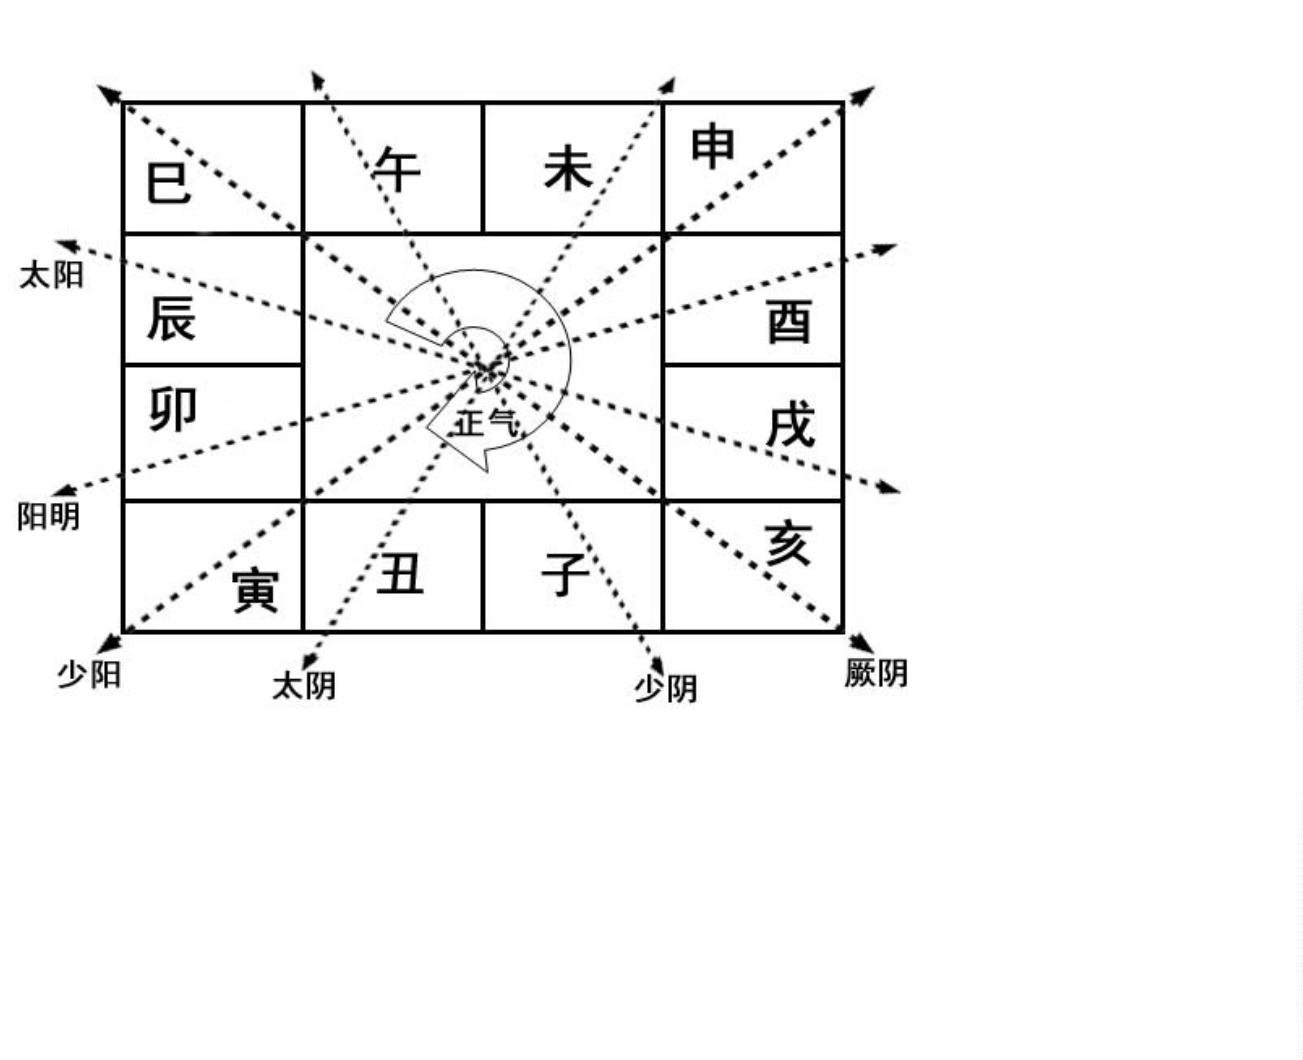 巳
午
未
申
太阳
辰
酉
卯
正气
戌
阳明
寅
丑
子
亥
少阳
太阴
少阴
厥阴